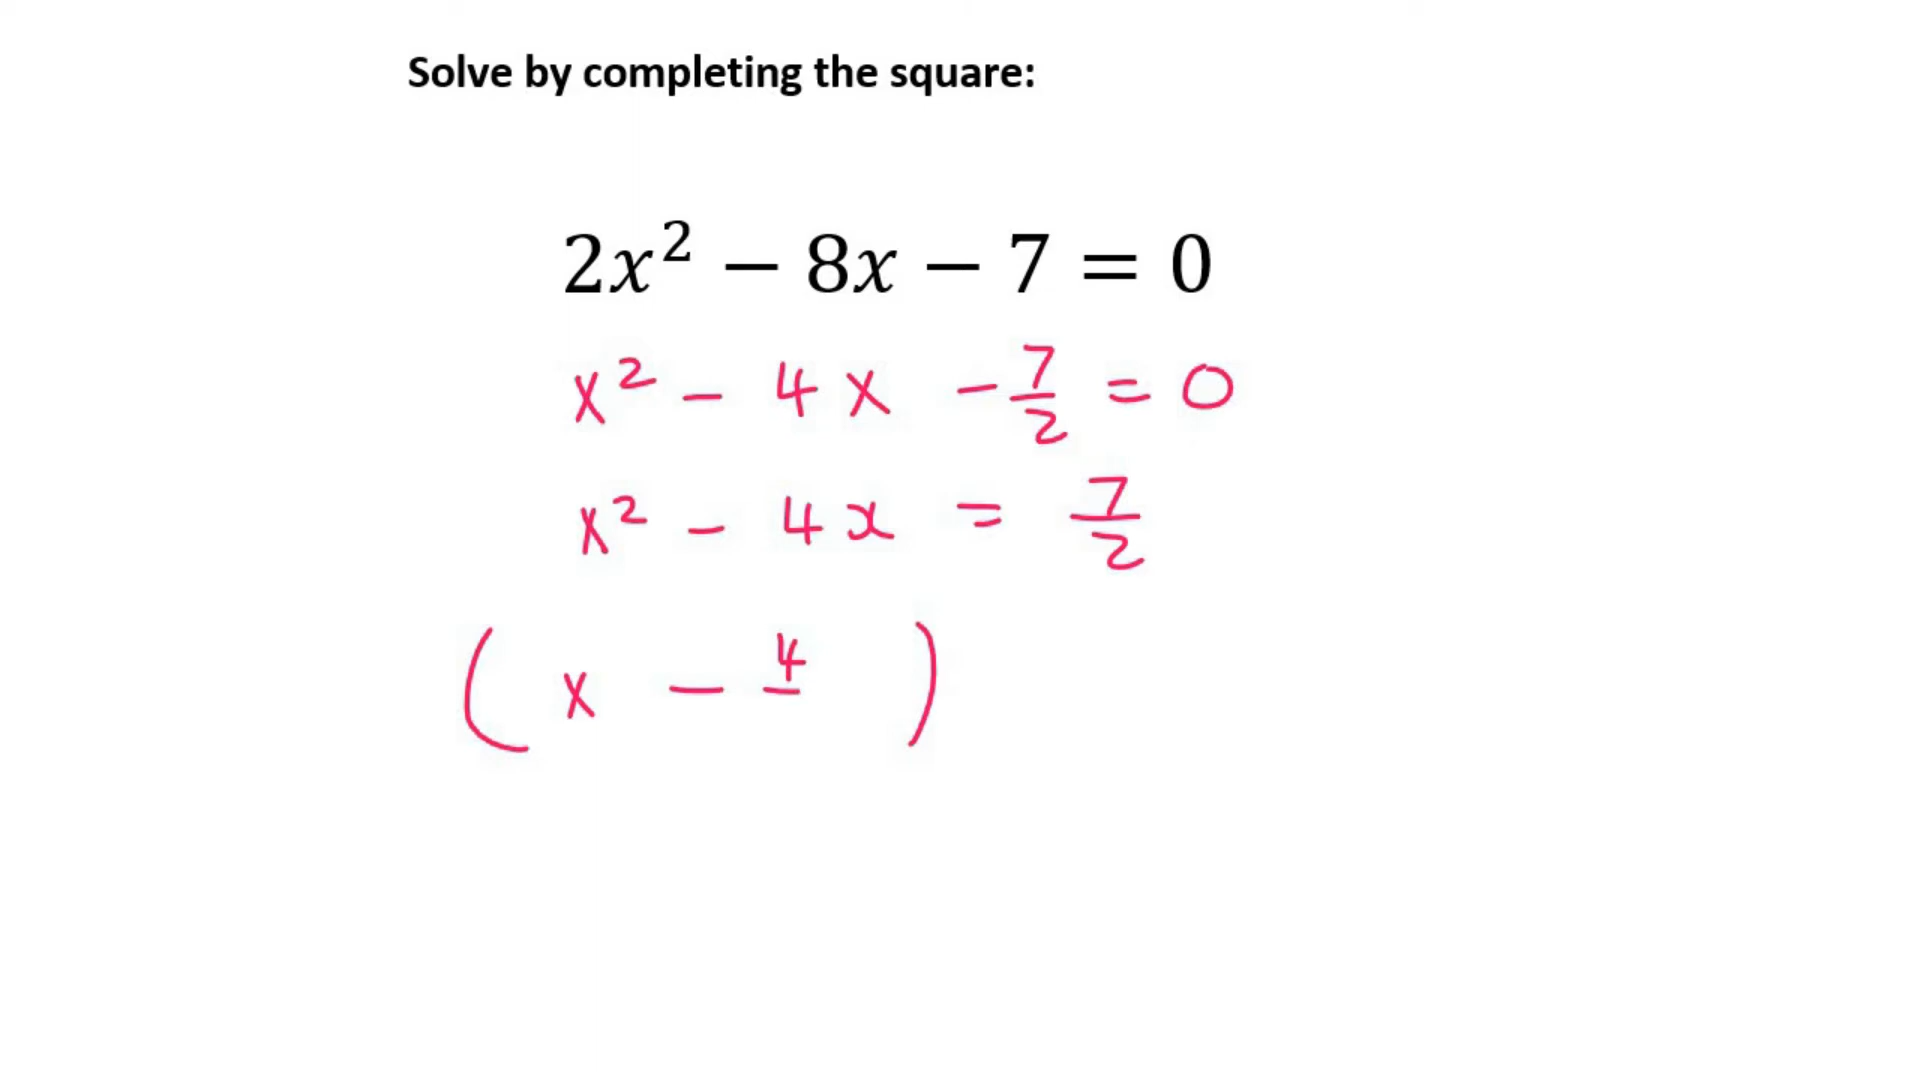 Solve by completing the square:
2x² − 8x − 7 = 0
x² − 4x − 7/2 = 0
x² − 4x = 7/2
( x − 4/ )